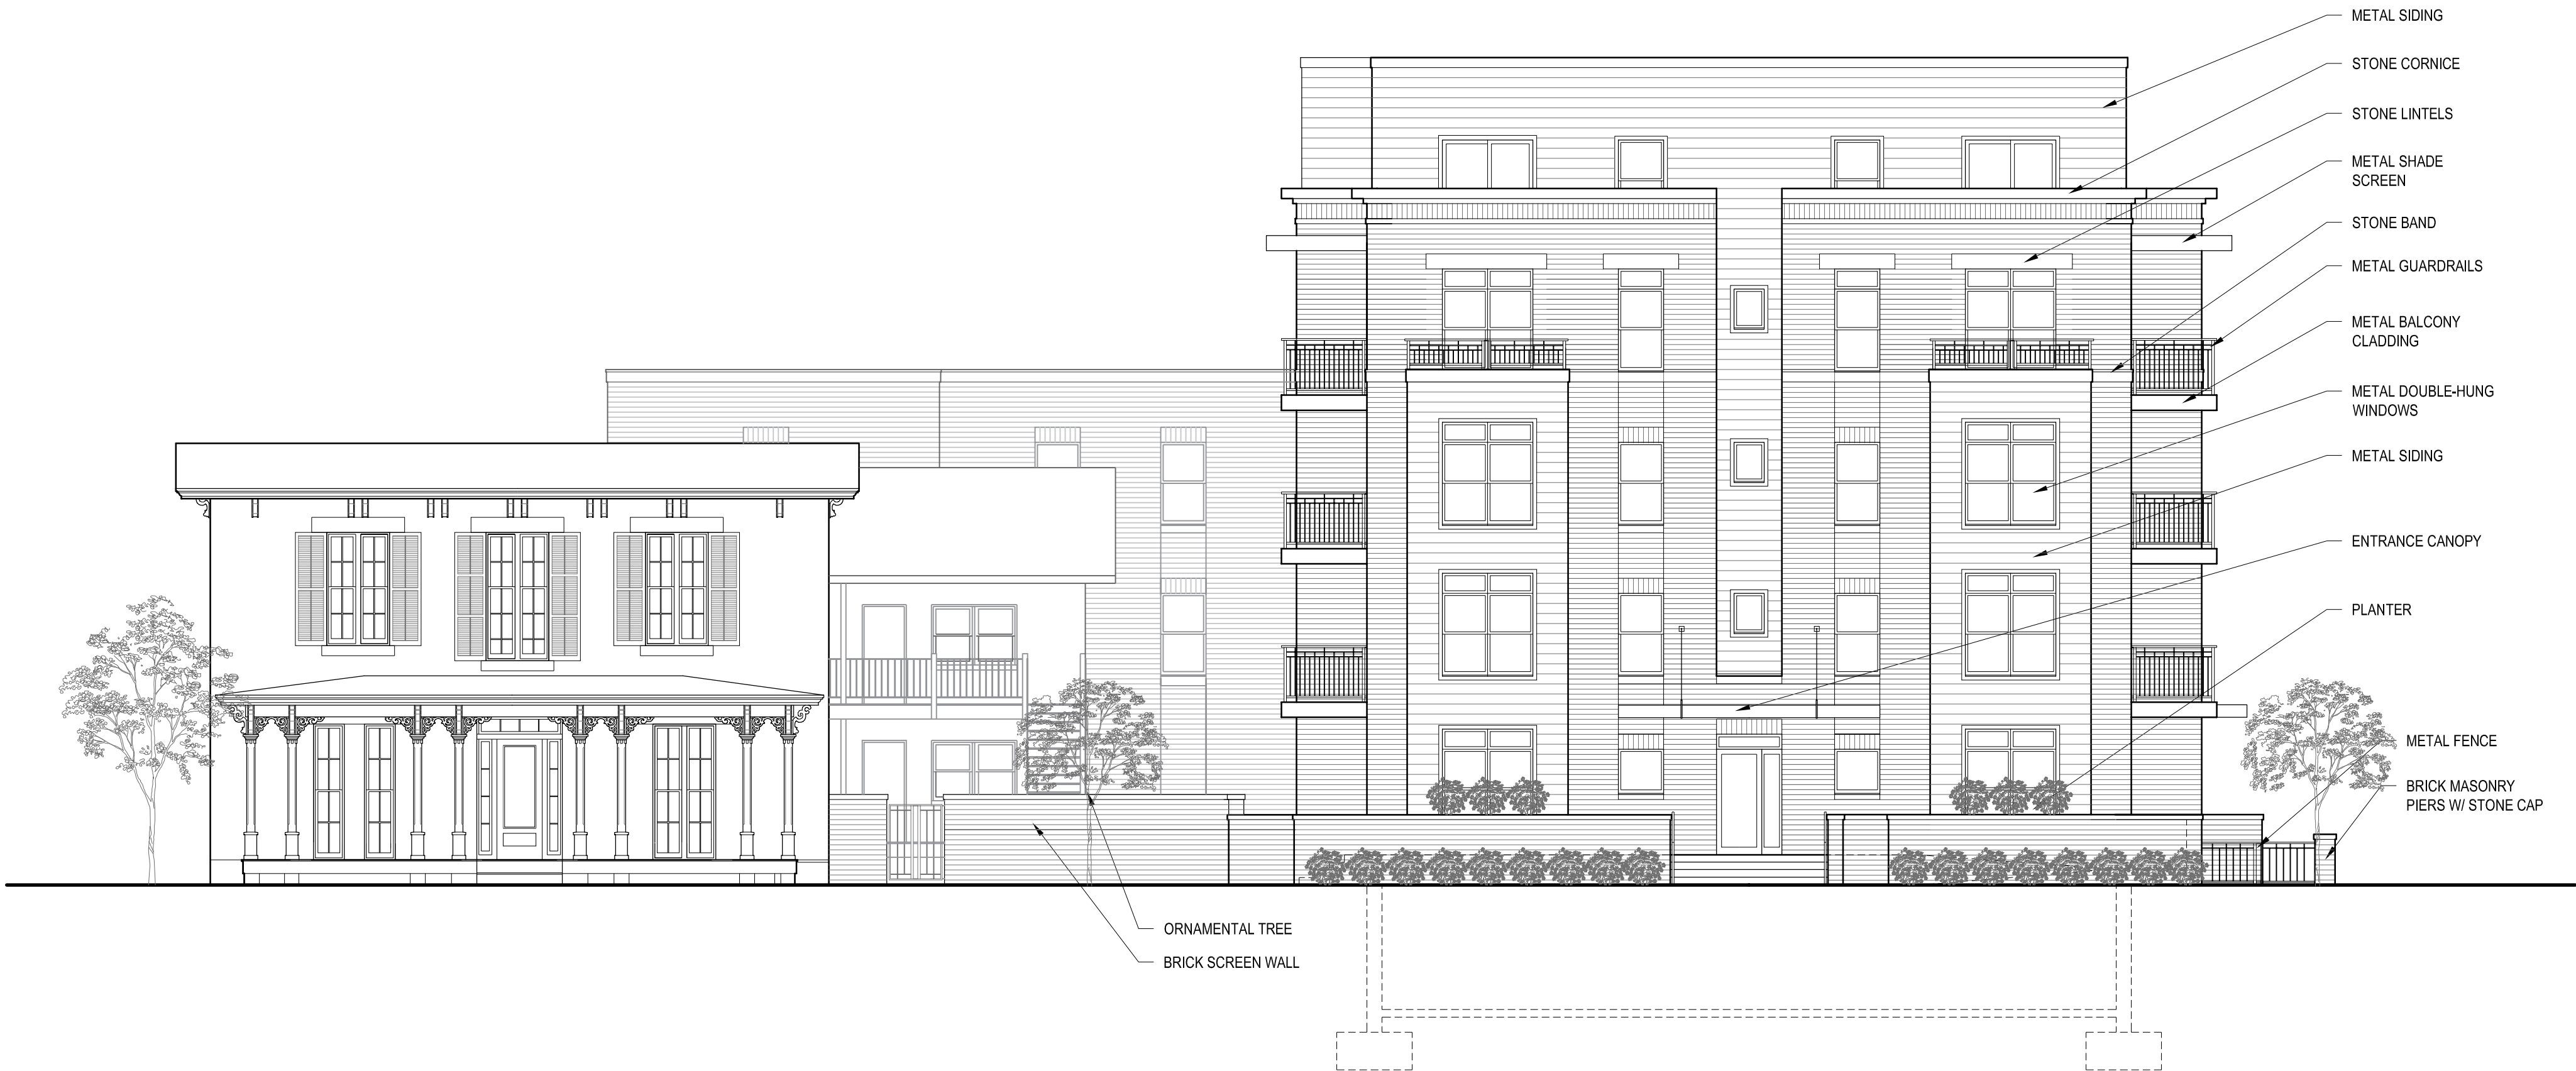 METAL SIDING
STONE CORNICE
STONE LINTELS
METAL SHADE
SCREEN
STONE BAND
METAL GUARDRAILS
METAL BALCONY
CLADDING
METAL DOUBLE-HUNG
WINDOWS
METAL SIDING
ENTRANCE CANOPY
PLANTER
METAL FENCE
BRICK MASONRY
PIERS W/ STONE CAP
ORNAMENTAL TREE
BRICK SCREEN WALL